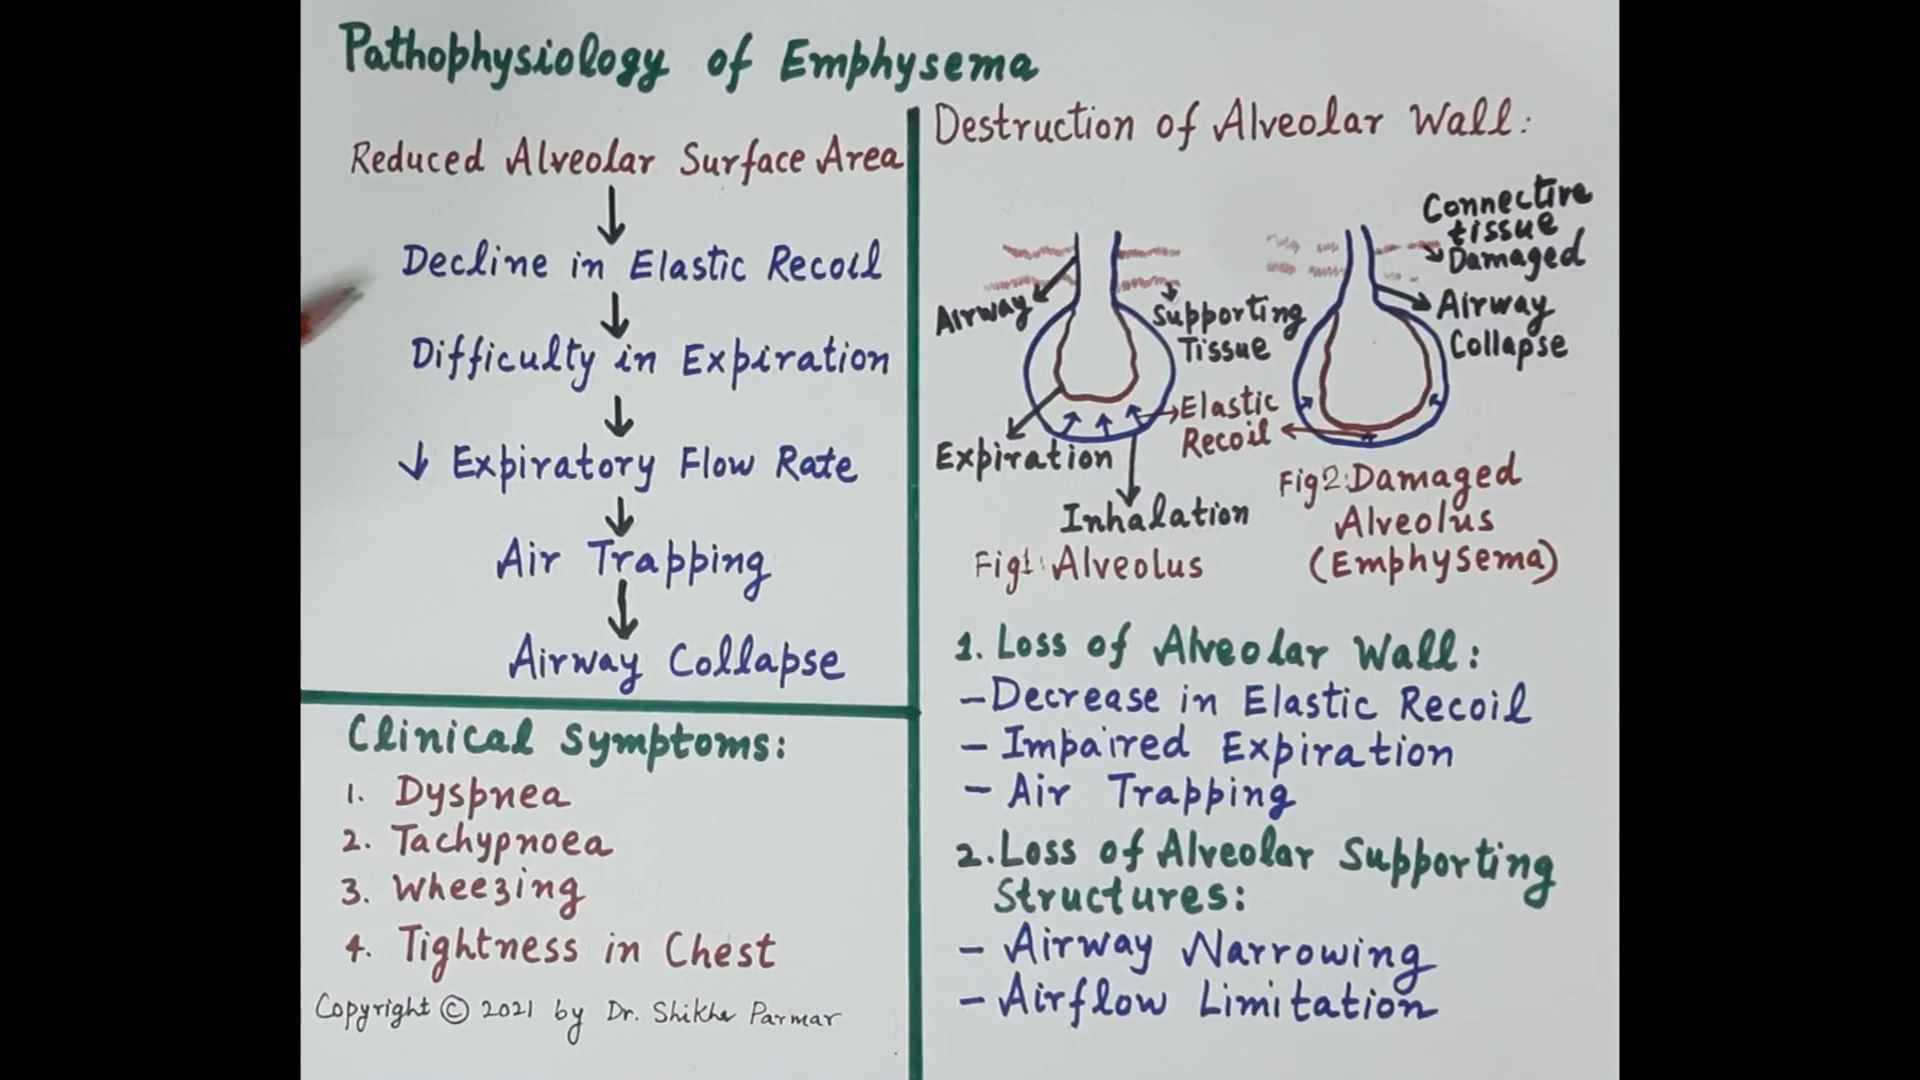 Pathophysiology of Emphysema
Reduced Alveolar Surface Area
Decline in Elastic Recoil
Difficulty in Expiration
↓ Expiratory Flow Rate
Air Trapping
Airway Collapse
Clinical Symptoms:
1. Dyspnea
2. Tachypnoea
3. Wheezing
4. Tightness in Chest
Copyright © 2021 by Dr. Shikha Parmar
Destruction of Alveolar Wall:
Airway
Supporting
Tissue
Expiration
Inhalation
Elastic
Recoil
Fig1: Alveolus
Connective
tissue
Damaged
Airway
Collapse
Fig2: Damaged
Alveolus
(Emphysema)
1. Loss of Alveolar Wall:
- Decrease in Elastic Recoil
- Impaired Expiration
- Air Trapping
2. Loss of Alveolar Supporting
Structures:
- Airway Narrowing
- Airflow Limitation